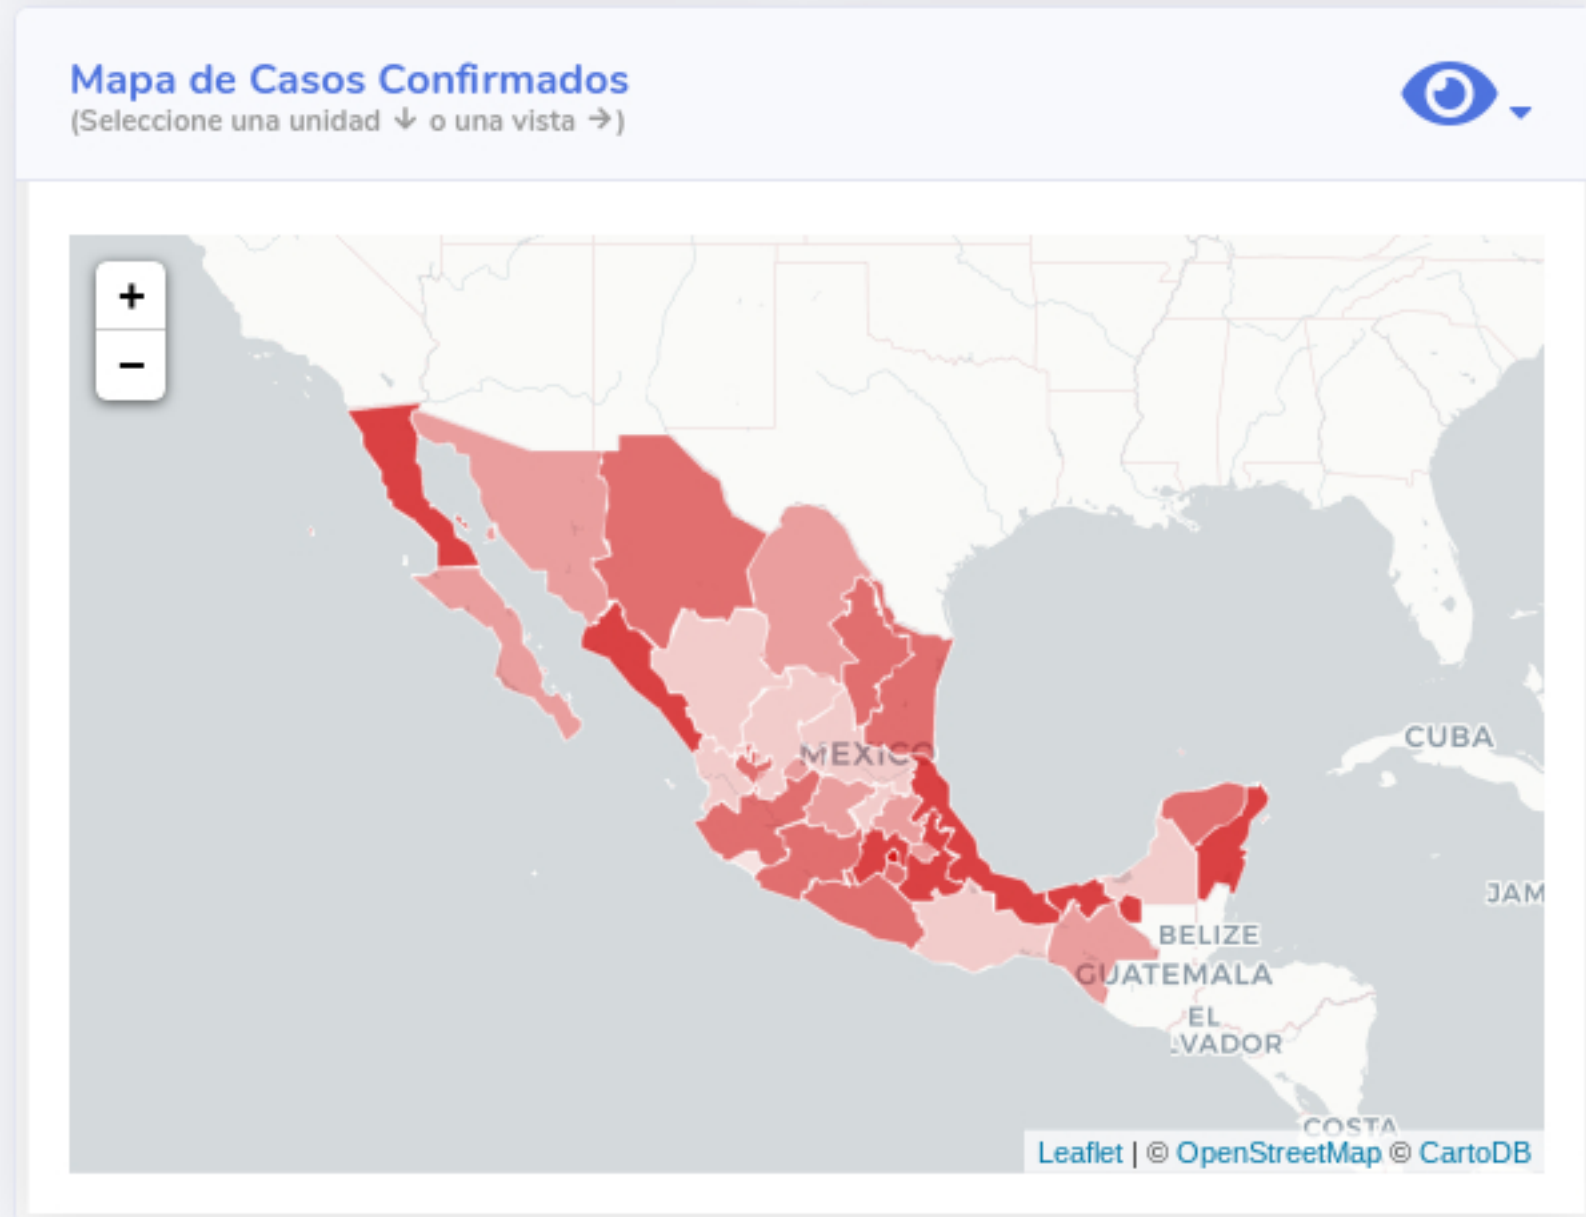 Mapa de Casos Confirmados
(Seleccione una unidad ↓ o una vista →)
+
−
MEXICO
CUBA
JAM
BELIZE
GUATEMALA
EL
VADOR
COSTA
Leaflet | © OpenStreetMap © CartoDB